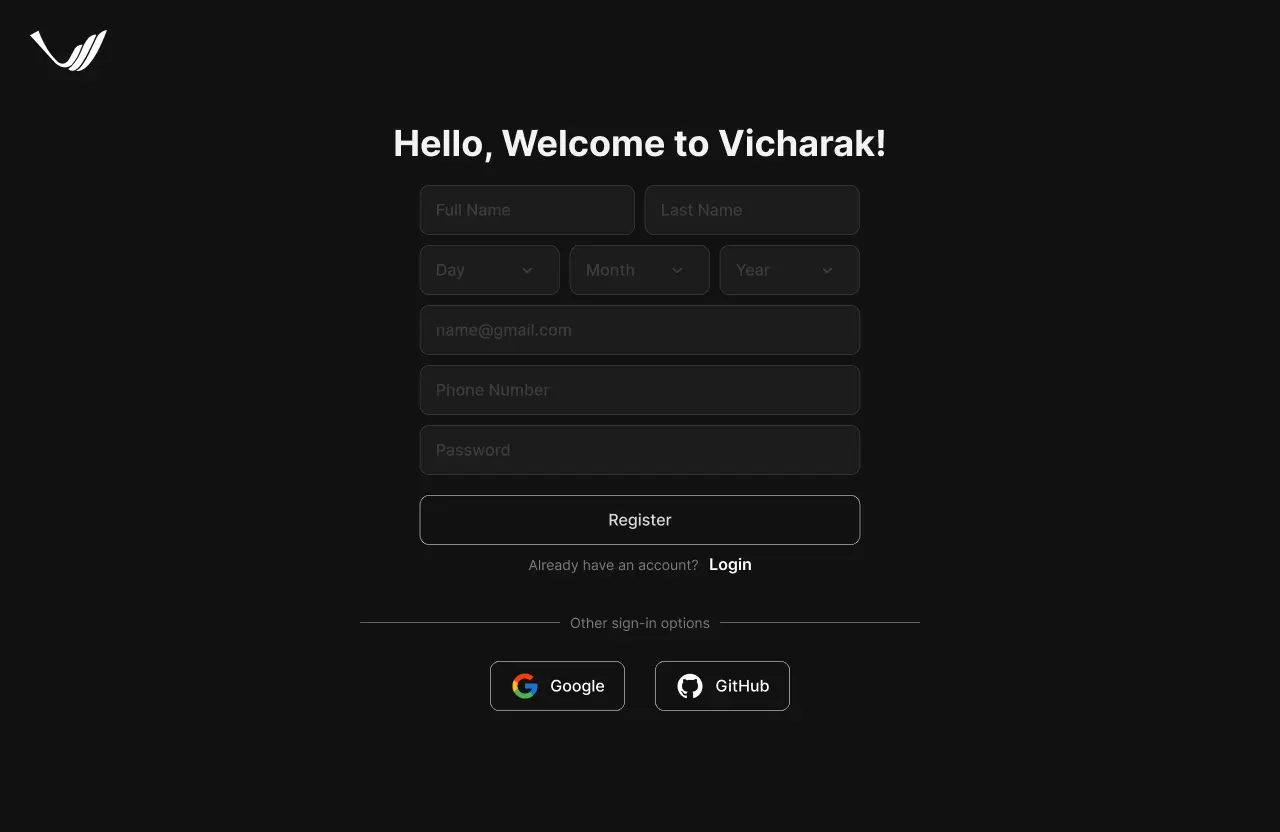 Hello, Welcome to Vicharak!
Full Name Last Name
Day Month Year
name@gmail.com
Phone Number
Password
Register
Already have an account? Login
Other sign-in options
Google GitHub